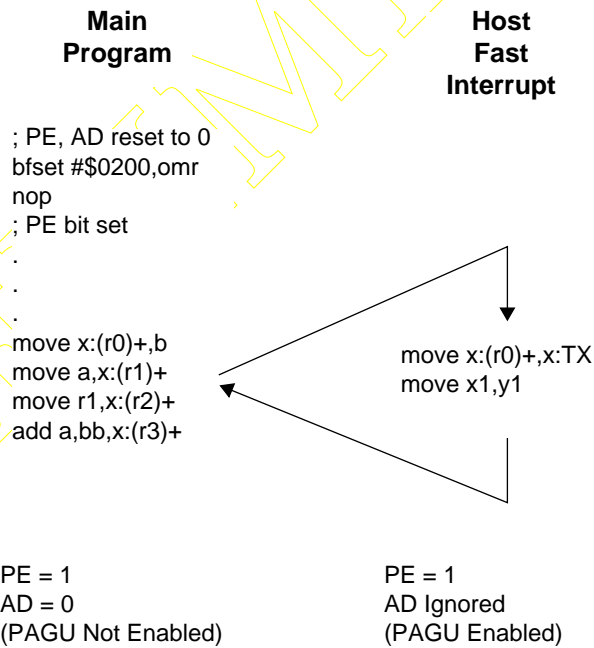 Main
Program
Host
Fast
Interrupt
; PE, AD reset to 0
bfset #$0200,omr
nop
; PE bit set
.
.
.
move x:(r0)+,b
move a,x:(r1)+
move r1,x:(r2)+
add a,bb,x:(r3)+
move x:(r0)+,x:TX
move x1,y1
PE = 1
AD = 0
(PAGU Not Enabled)
PE = 1
AD Ignored
(PAGU Enabled)